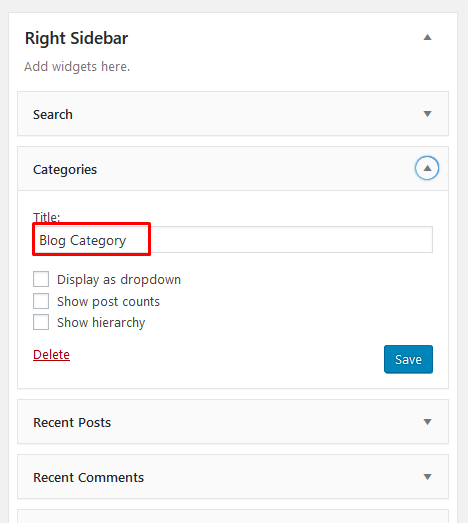 Right Sidebar
Add widgets here.
Search
Categories
Title:
Blog Category
Display as dropdown
Show post counts
Show hierarchy
Delete
Save
Recent Posts
Recent Comments